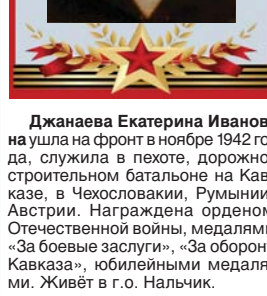 Джанаева Екатерина Иванов
на ушла на фронт в ноябре 1942 го
да, служила в пехоте, дорожно
строительном батальоне на Кав
казе, в Чехословакии, Румынии
Австрии. Награждена орденом
Отечественной войны, медалями
«За боевые заслуги», «За оборон
Кавказа», юбилейными медаля
ми. Живёт в г.о. Нальчик.